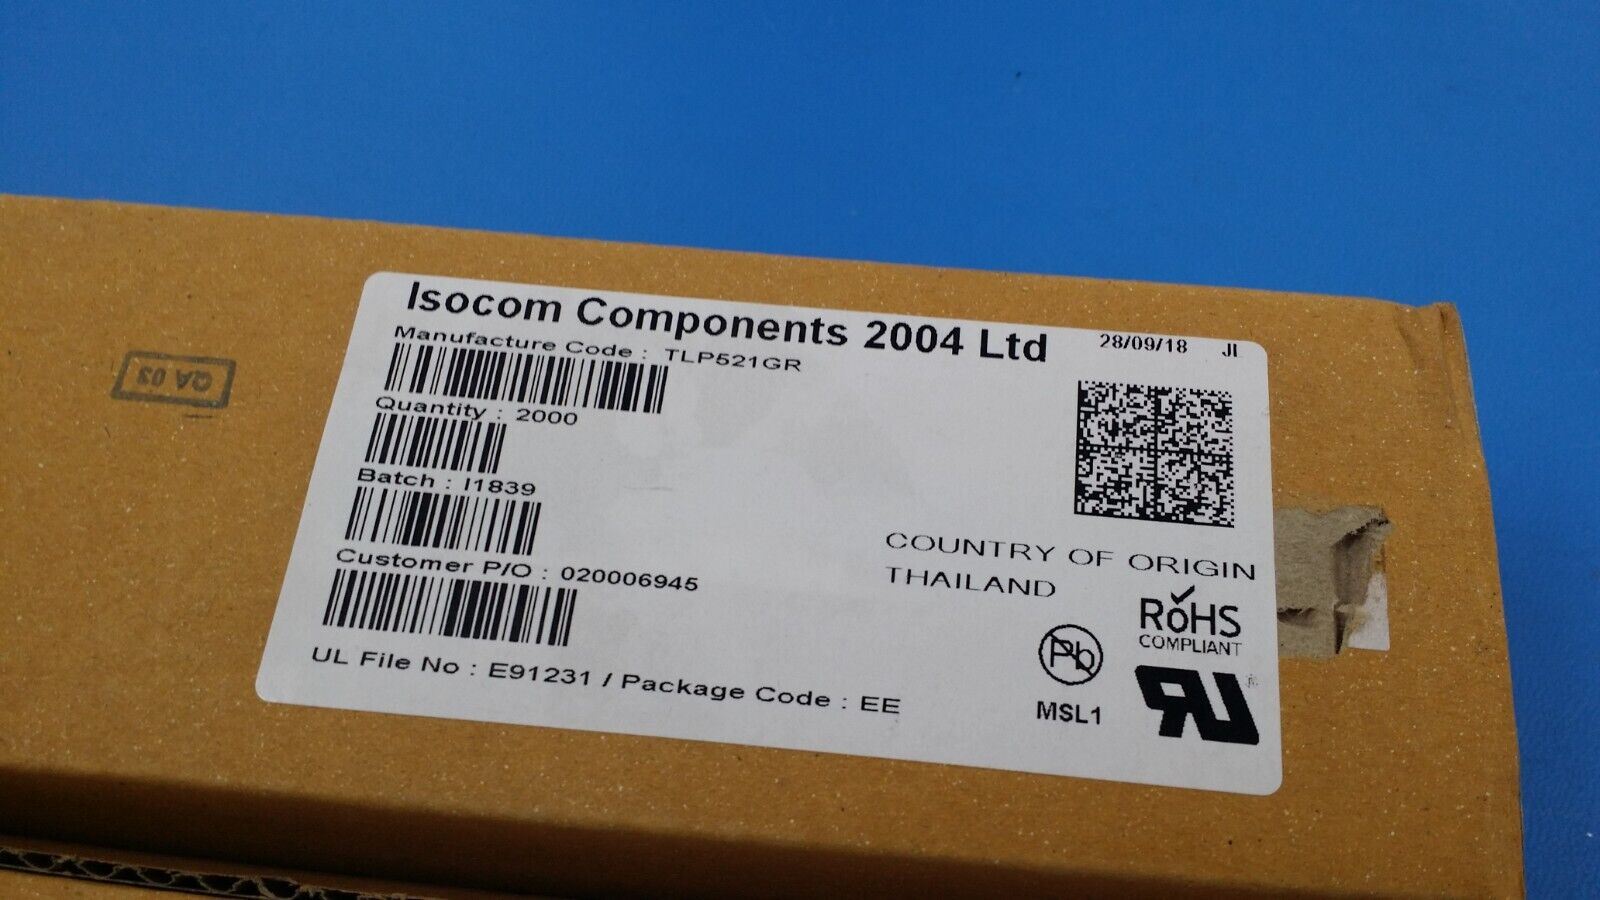 Isocom Components 2004 Ltd
28/09/18 JI
Manufacture Code : TLP521GR
Quantity : 2000
Batch : I1839
Customer P/O : 020006945
UL File No : E91231 / Package Code : EE
COUNTRY OF ORIGIN
THAILAND
RoHS
COMPLIANT
Pb
MSL1
QA 03